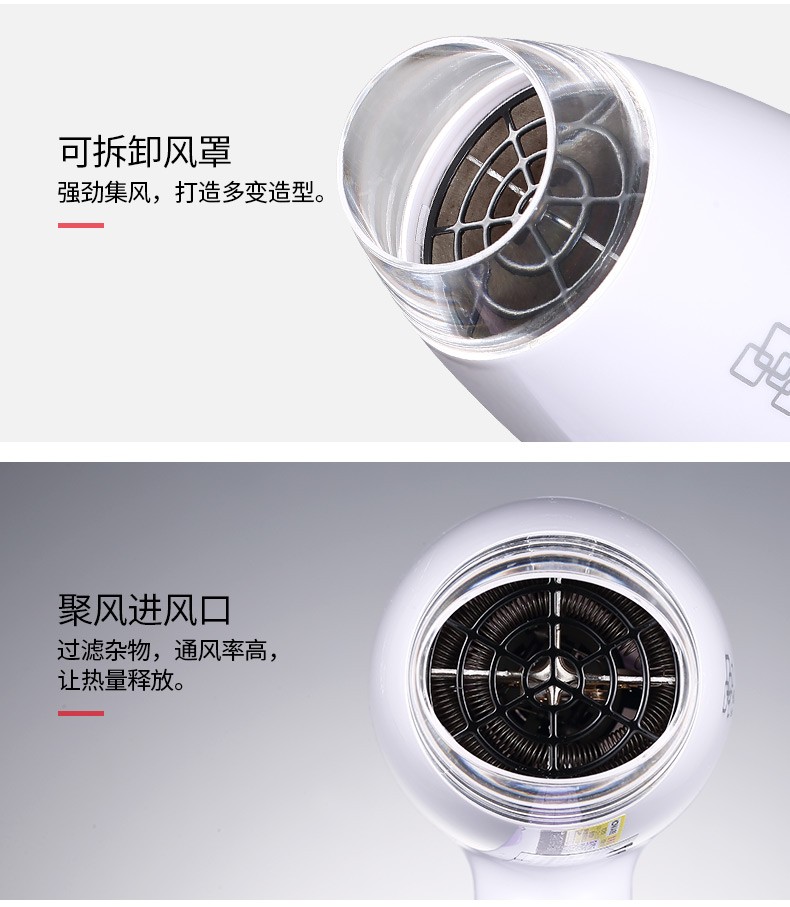 可拆卸风罩
强劲集风，打造多变造型。
聚风进风口
过滤杂物，通风率高，
让热量释放。